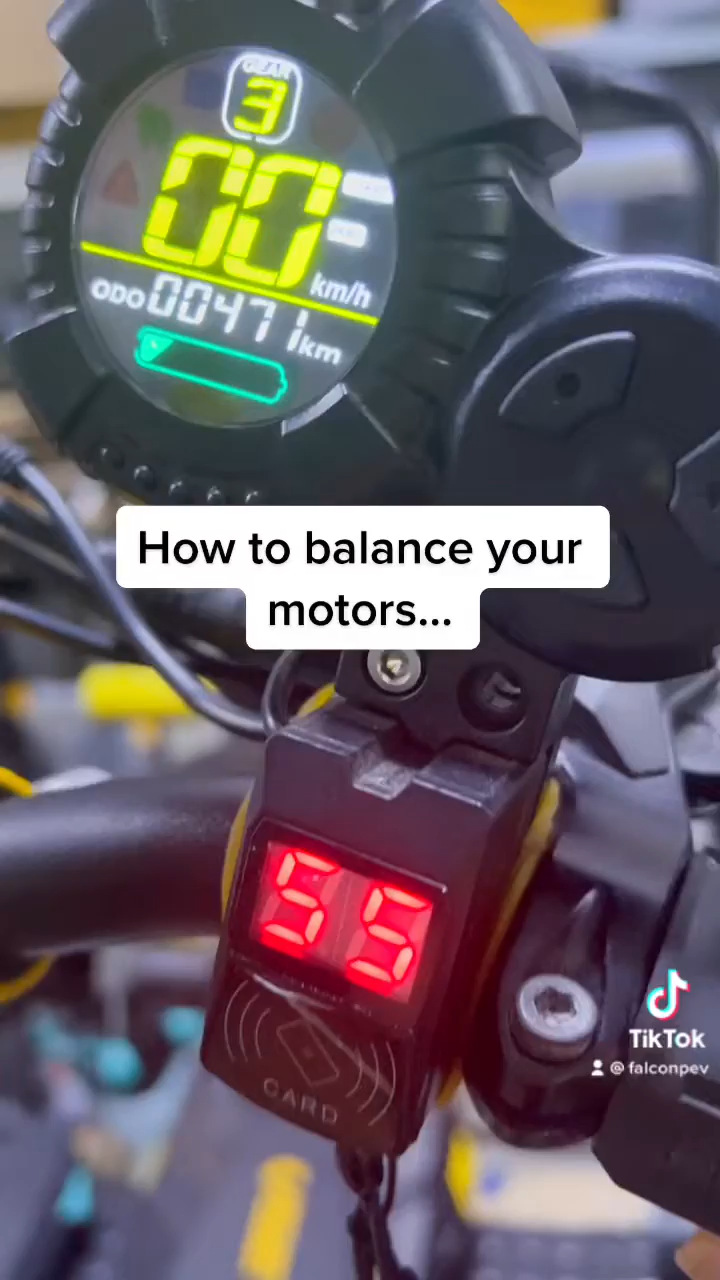 GEAR
3
00
km/h
ODO 00471 km
How to balance your
motors...
55
CARD
TikTok
@falconpev